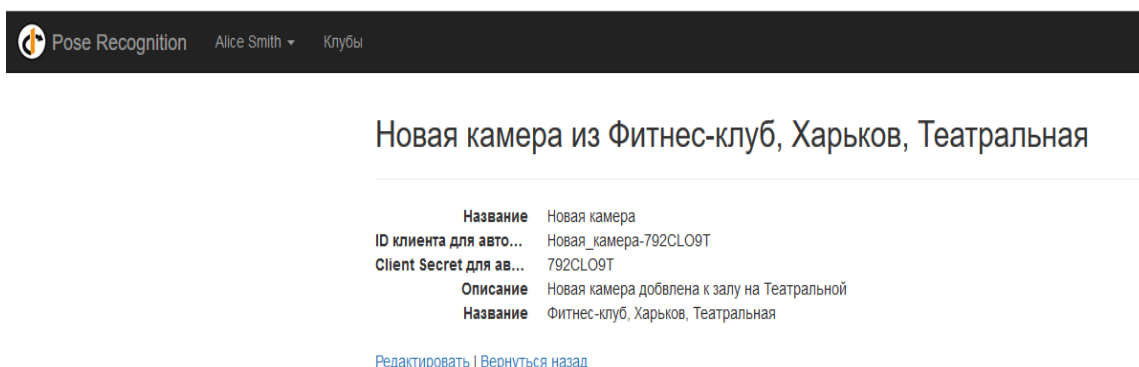 Pose Recognition Alice Smith Клубы
Новая камера из Фитнес-клуб, Харьков, Театральная
Название Новая камера
ID клиента для авто... Новая_камера-792CLO9T
Client Secret для ав... 792CLO9T
Описание Новая камера добвлена к залу на Театральной
Название Фитнес-клуб, Харьков, Театральная
Редактировать | Вернуться назад